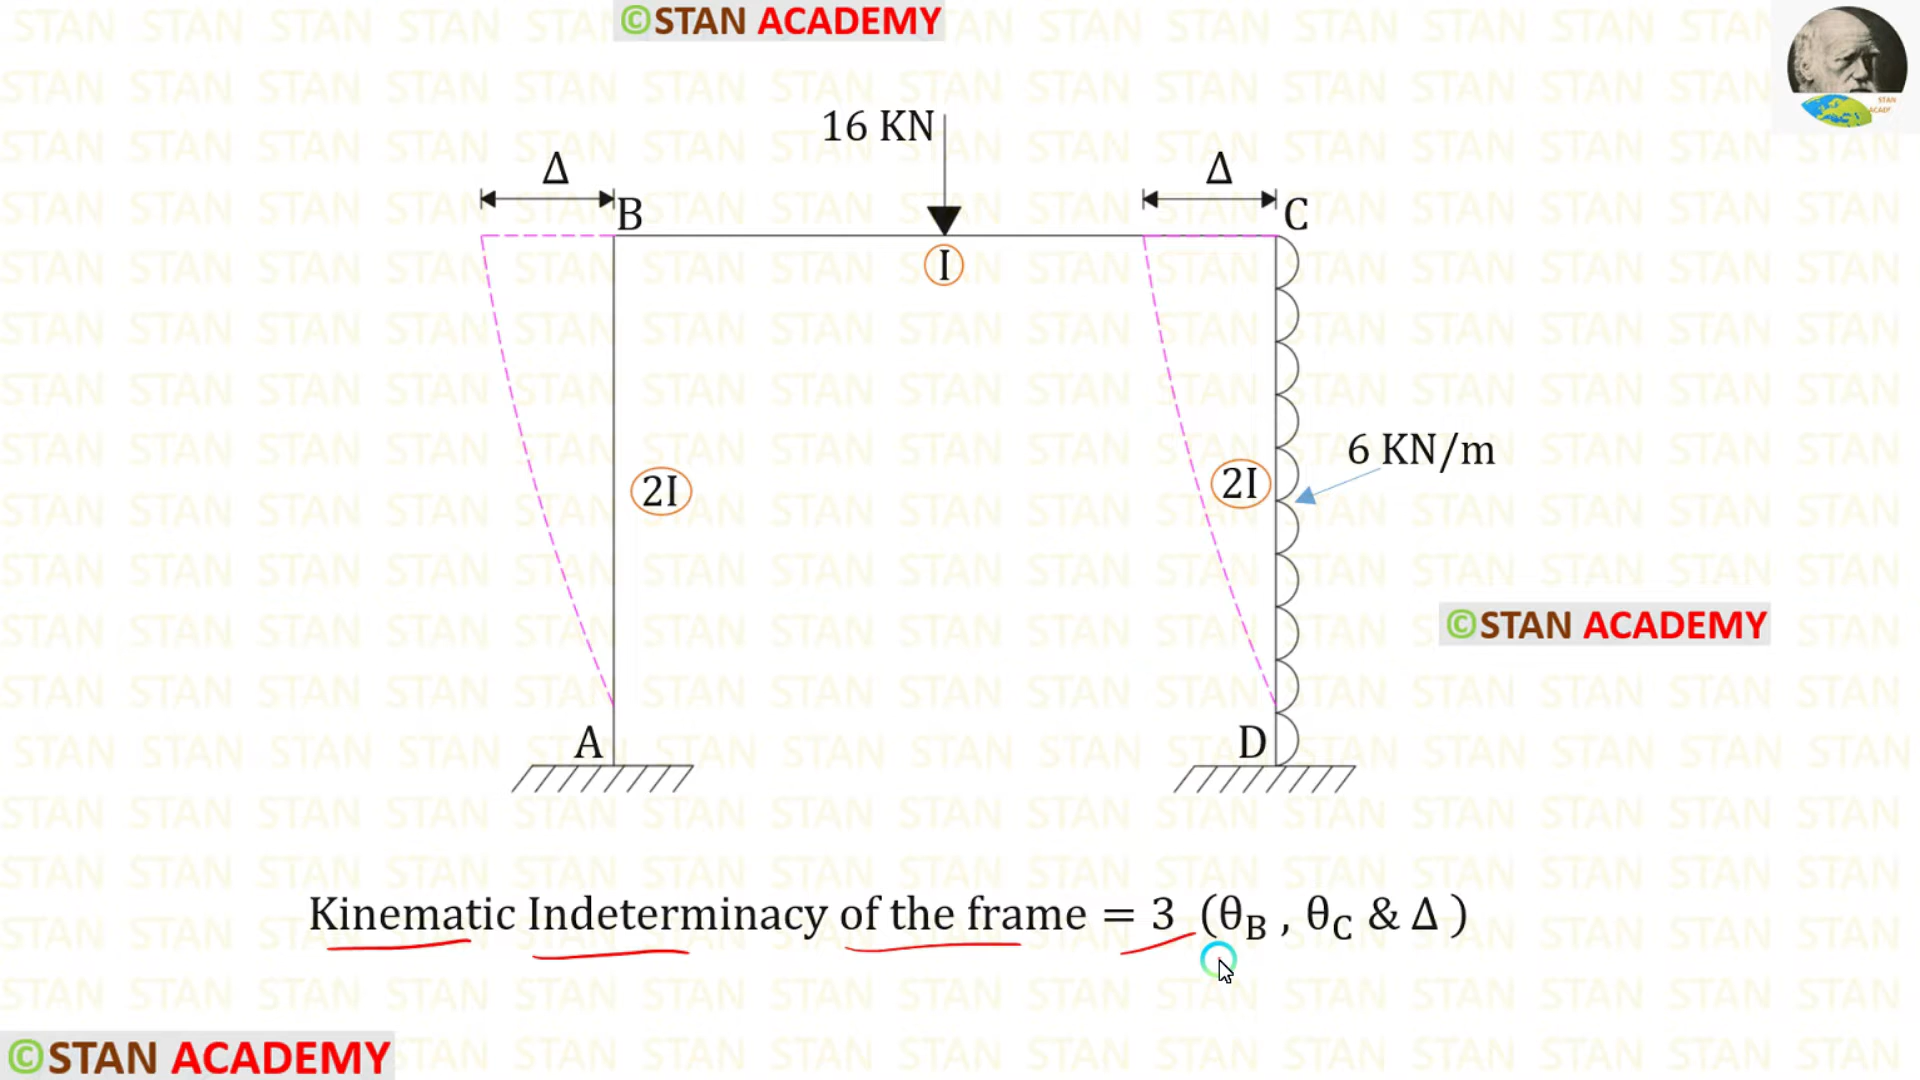 ©STAN ACADEMY
16 KN
Δ
Δ
B
C
I
6 KN/m
2I
2I
©STAN ACADEMY
A
D
Kinematic Indeterminacy of the frame = 3 (θB , θC & Δ )
©STAN ACADEMY